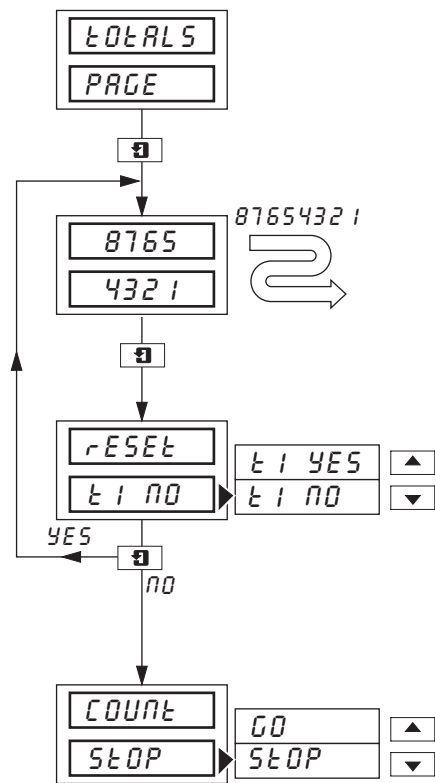 tOtALS
PAGE
8765
4321
87654321
rESEt
t1 NO
t1 YES
t1 NO
YES
NO
COUNt
StOP
GO
StOP